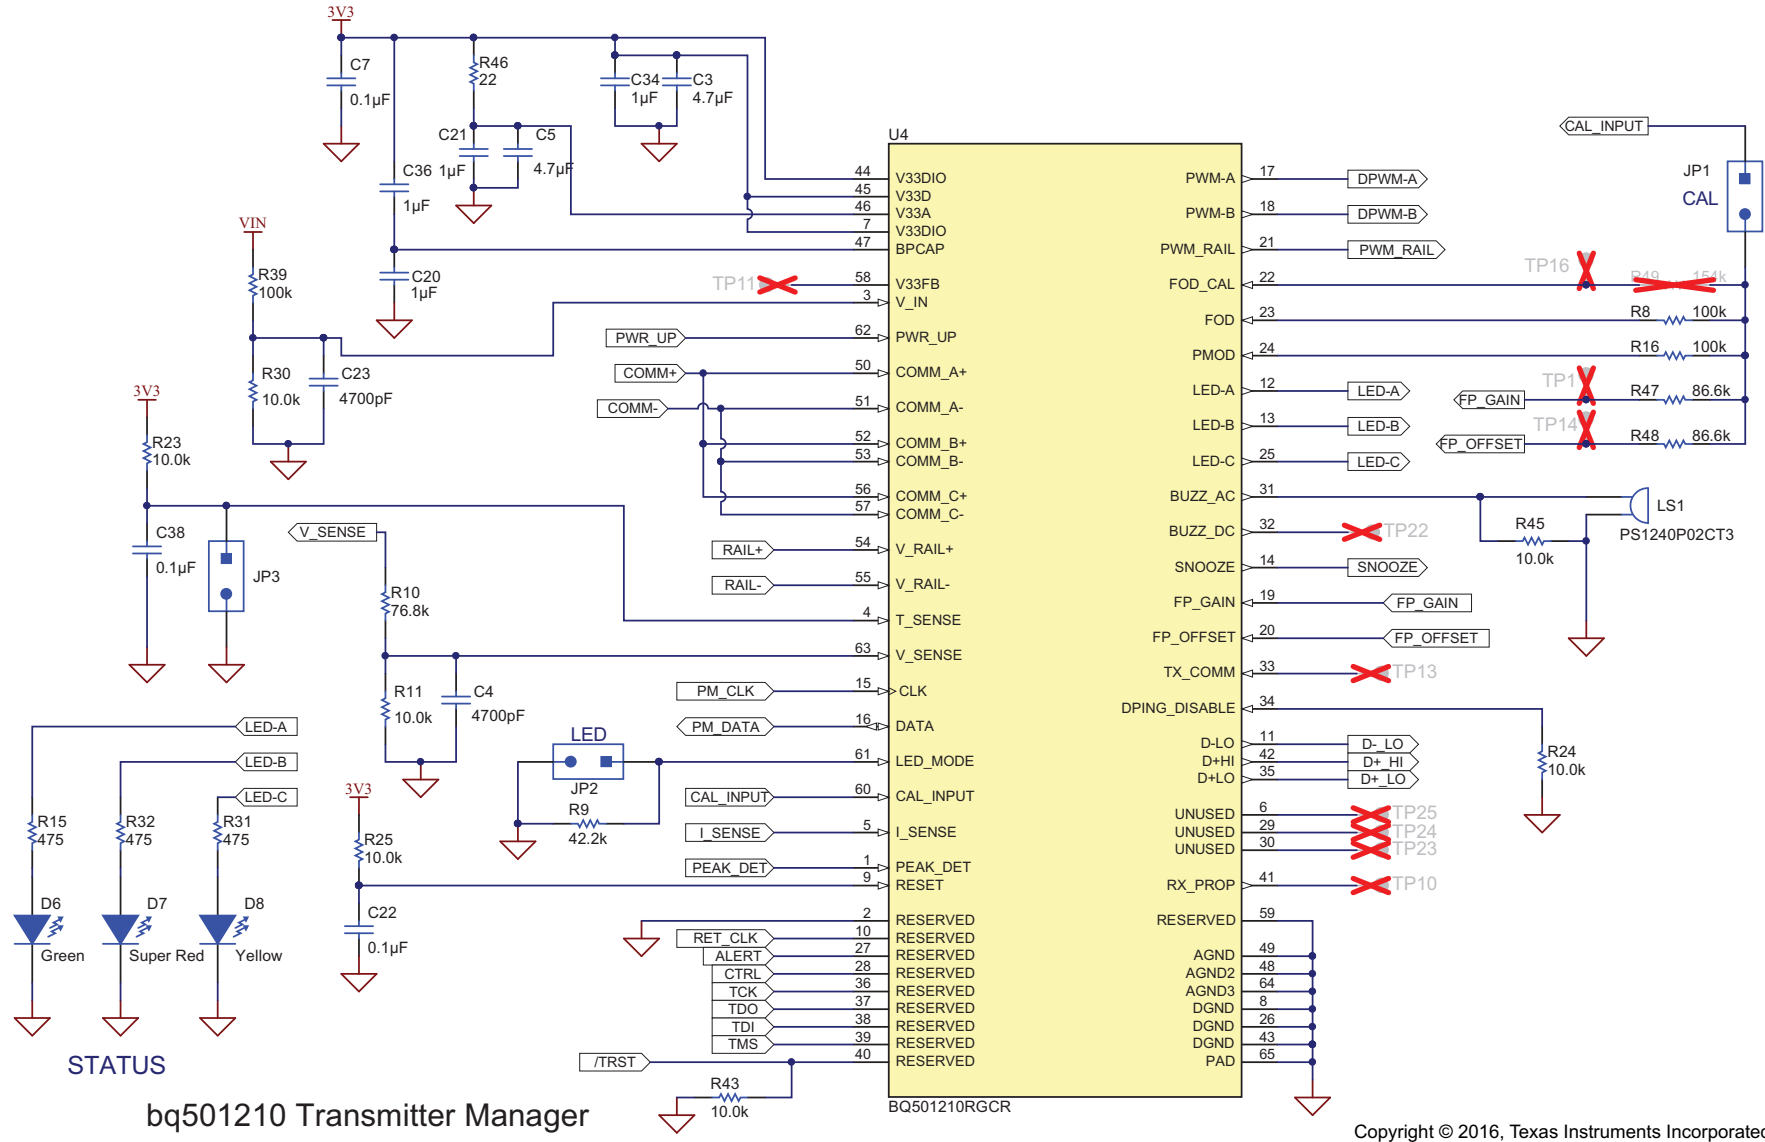 3V3
C7
0.1µF
R46
22
C34
1µF
C3
4.7µF
C21
1µF
C5
4.7µF
C36
1µF
C20
1µF
VIN
R39
100k
R30
10.0k
C23
4700pF
3V3
R23
10.0k
C38
0.1µF
JP3
V_SENSE
R10
76.8k
R11
10.0k
C4
4700pF
LED-A
LED-B
LED-C
R15
475
R32
475
R31
475
D6
Green
D7
Super Red
D8
Yellow
STATUS
3V3
R25
10.0k
C22
0.1µF
LED
JP2
R9
42.2k
TP11
PWR_UP
COMM+
COMM-
RAIL+
RAIL-
PM_CLK
PM_DATA
CAL_INPUT
I_SENSE
PEAK_DET
RET_CLK
ALERT
CTRL
TCK
TDO
TDI
TMS
/TRST
R43
10.0k
U4
44 V33DIO
45 V33D
46 V33A
7 V33DIO
47 BPCAP
58 V33FB
3 V_IN
62 PWR_UP
50 COMM_A+
51 COMM_A-
52 COMM_B+
53 COMM_B-
56 COMM_C+
57 COMM_C-
54 V_RAIL+
55 V_RAIL-
4 T_SENSE
63 V_SENSE
15 CLK
16 DATA
61 LED_MODE
60 CAL_INPUT
5 I_SENSE
1 PEAK_DET
9 RESET
2 RESERVED
10 RESERVED
27 RESERVED
28 RESERVED
36 RESERVED
37 RESERVED
38 RESERVED
39 RESERVED
40 RESERVED
BQ501210RGCR
PWM-A 17 DPWM-A
PWM-B 18 DPWM-B
PWM_RAIL 21 PWM_RAIL
FOD_CAL 22
FOD 23
PMOD 24
LED-A 12 LED-A
LED-B 13 LED-B
LED-C 25 LED-C
BUZZ_AC 31
BUZZ_DC 32 TP22
SNOOZE 14 SNOOZE
FP_GAIN 19 FP_GAIN
FP_OFFSET 20 FP_OFFSET
TX_COMM 33 TP13
DPING_DISABLE 34
D-LO 11 D-_LO
D+HI 42 D+_HI
D+LO 35 D+_LO
UNUSED 6 TP25
UNUSED 29 TP24
UNUSED 30 TP23
RX_PROP 41 TP10
RESERVED 59
AGND 49
AGND2 48
AGND3 64
DGND 8
DGND 26
DGND 43
PAD 65
CAL_INPUT
JP1
CAL
TP16
R49 154k
R8 100k
R16 100k
TP1
FP_GAIN
R47 86.6k
TP14
FP_OFFSET
R48 86.6k
R45
10.0k
LS1
PS1240P02CT3
R24
10.0k
bq501210 Transmitter Manager
Copyright © 2016, Texas Instruments Incorporated